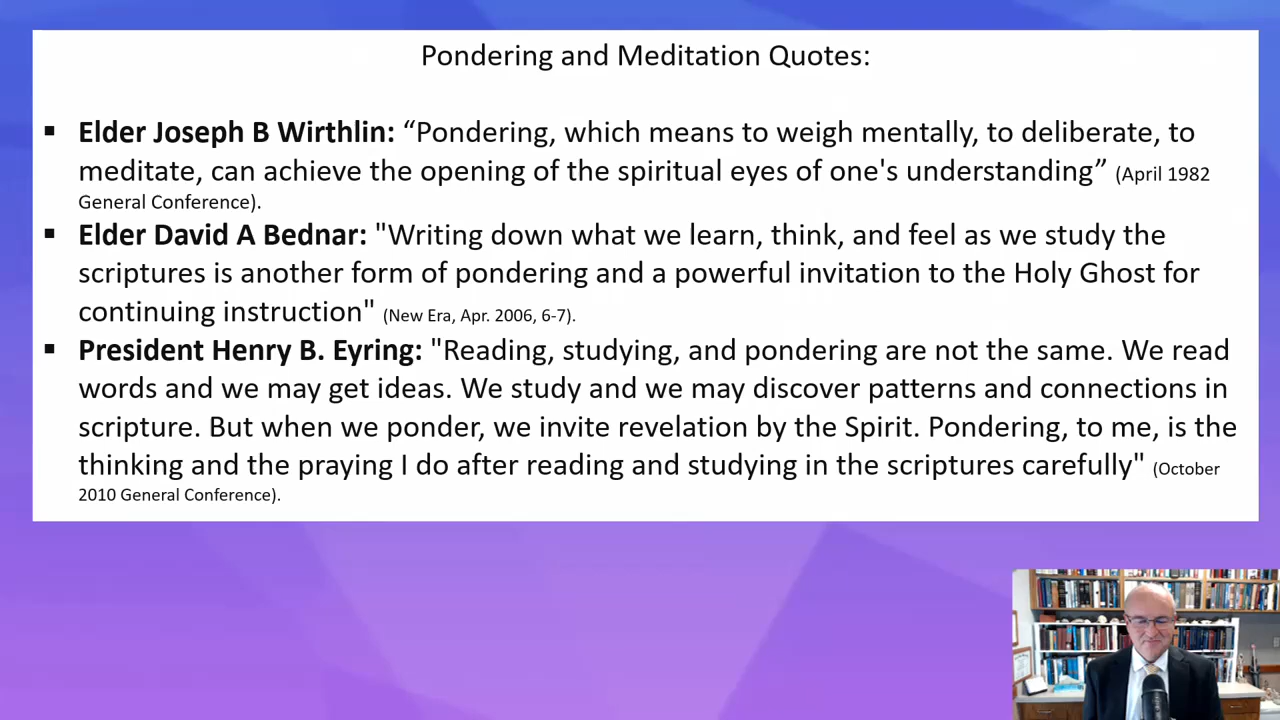 Pondering and Meditation Quotes:
▪ Elder Joseph B Wirthlin: “Pondering, which means to weigh mentally, to deliberate, to
meditate, can achieve the opening of the spiritual eyes of one's understanding” (April 1982
General Conference).
▪ Elder David A Bednar: "Writing down what we learn, think, and feel as we study the
scriptures is another form of pondering and a powerful invitation to the Holy Ghost for
continuing instruction" (New Era, Apr. 2006, 6-7).
▪ President Henry B. Eyring: "Reading, studying, and pondering are not the same. We read
words and we may get ideas. We study and we may discover patterns and connections in
scripture. But when we ponder, we invite revelation by the Spirit. Pondering, to me, is the
thinking and the praying I do after reading and studying in the scriptures carefully" (October
2010 General Conference).